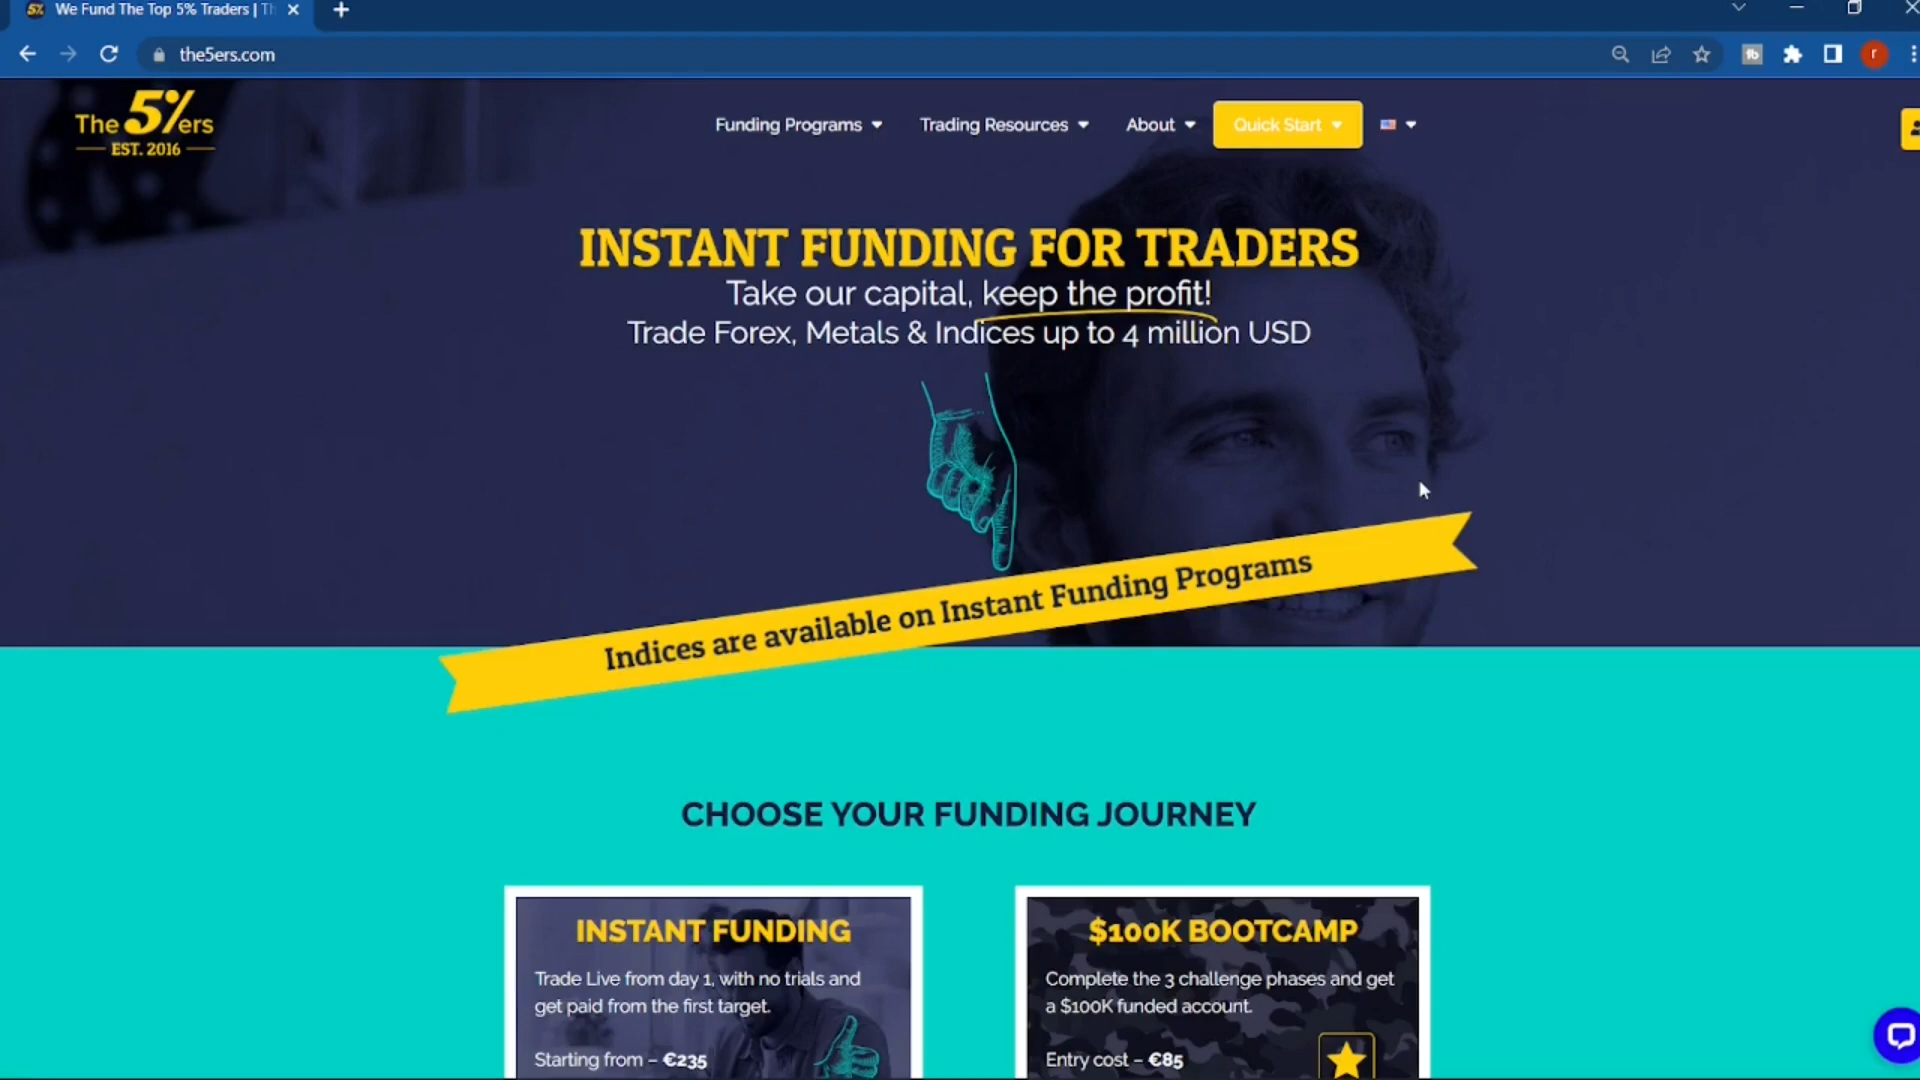 We Fund The Top 5% Traders | Th
the5ers.com
The 5%ers
EST. 2016
Funding Programs
Trading Resources
About
Quick Start
INSTANT FUNDING FOR TRADERS
Take our capital, keep the profit!
Trade Forex, Metals & Indices up to 4 million USD
Indices are available on Instant Funding Programs
CHOOSE YOUR FUNDING JOURNEY
INSTANT FUNDING
Trade Live from day 1, with no trials and
get paid from the first target.
Starting from – €235
$100K BOOTCAMP
Complete the 3 challenge phases and get
a $100K funded account.
Entry cost – €85